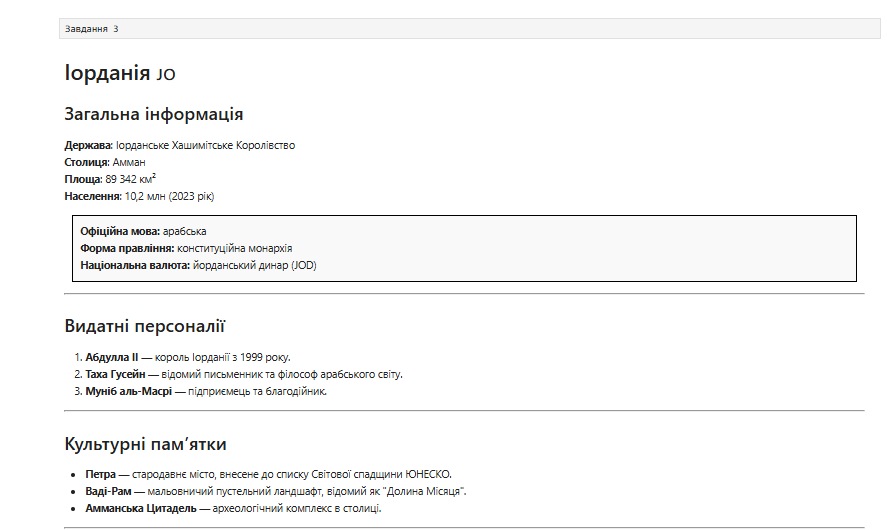 Завдання 3
Іорданія JO
Загальна інформація
Держава: Іорданське Хашимітське Королівство
Столиця: Амман
Площа: 89 342 км²
Населення: 10,2 млн (2023 рік)
Офіційна мова: арабська
Форма правління: конституційна монархія
Національна валюта: йорданський динар (JOD)
Видатні персоналії
1. Абдулла II — король Іорданії з 1999 року.
2. Таха Гусейн — відомий письменник та філософ арабського світу.
3. Муніб аль-Масрі — підприємець та благодійник.
Культурні пам’ятки
• Петра — стародавнє місто, внесене до списку Світової спадщини ЮНЕСКО.
• Ваді-Рам — мальовничий пустельний ландшафт, відомий як "Долина Місяця".
• Амманська Цитадель — археологічний комплекс в столиці.